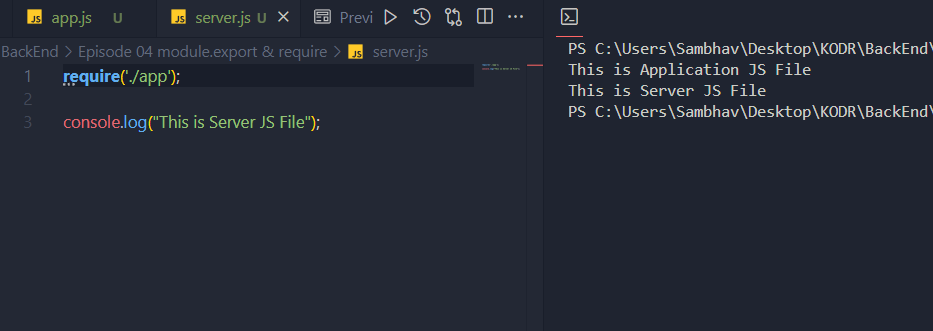 JS app.js U JS server.js U Previ
BackEnd > Episode 04 module.export & require > JS server.js
1 require('./app');
2
3 console.log("This is Server JS File");
PS C:\Users\Sambhav\Desktop\KODR\BackEnd\
This is Application JS File
This is Server JS File
PS C:\Users\Sambhav\Desktop\KODR\BackEnd\